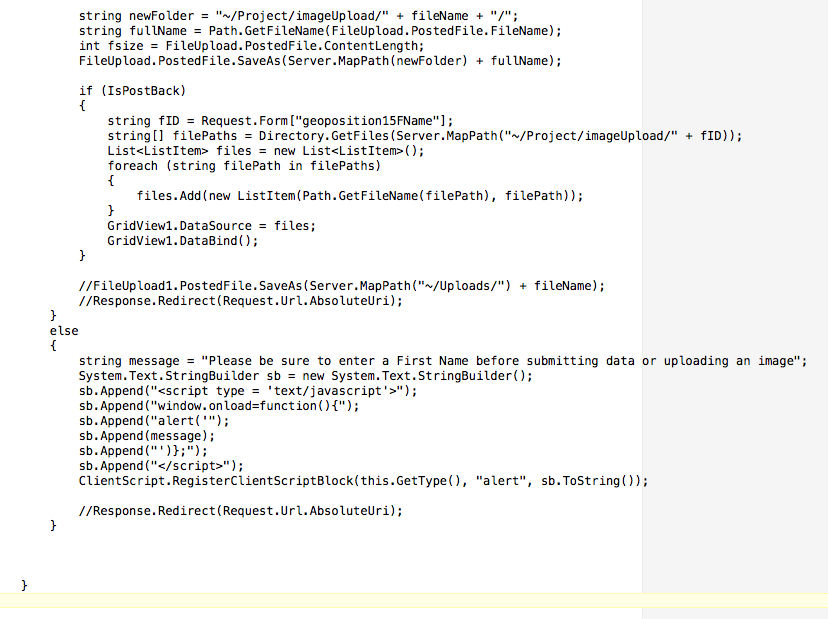 string newFolder = "~/Project/imageUpload/" + fileName + "/";
string fullName = Path.GetFileName(FileUpload.PostedFile.FileName);
int fsize = FileUpload.PostedFile.ContentLength;
FileUpload.PostedFile.SaveAs(Server.MapPath(newFolder) + fullName);
if (IsPostBack)
{
string fID = Request.Form["geoposition15FName"];
string[] filePaths = Directory.GetFiles(Server.MapPath("~/Project/imageUpload/" + fID));
List<ListItem> files = new List<ListItem>();
foreach (string filePath in filePaths)
{
files.Add(new ListItem(Path.GetFileName(filePath), filePath));
}
GridView1.DataSource = files;
GridView1.DataBind();
}
//FileUpload1.PostedFile.SaveAs(Server.MapPath("~/Uploads/") + fileName);
//Response.Redirect(Request.Url.AbsoluteUri);
}
else
{
string message = "Please be sure to enter a First Name before submitting data or uploading an image";
System.Text.StringBuilder sb = new System.Text.StringBuilder();
sb.Append("<script type = 'text/javascript'>");
sb.Append("window.onload=function(){");
sb.Append("alert('");
sb.Append(message);
sb.Append("')};");
sb.Append("</script>");
ClientScript.RegisterClientScriptBlock(this.GetType(), "alert", sb.ToString());
//Response.Redirect(Request.Url.AbsoluteUri);
}
}